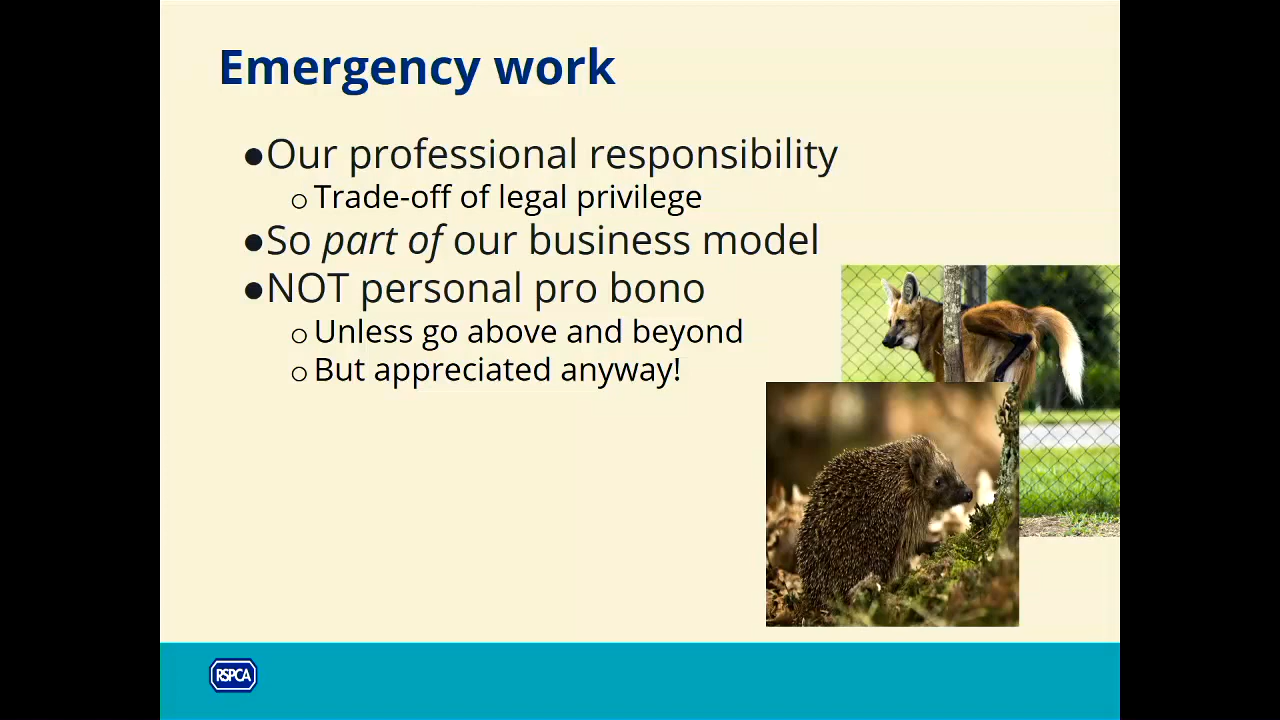 Emergency work
●Our professional responsibility
○Trade-off of legal privilege
●So part of our business model
●NOT personal pro bono
○Unless go above and beyond
○But appreciated anyway!
RSPCA